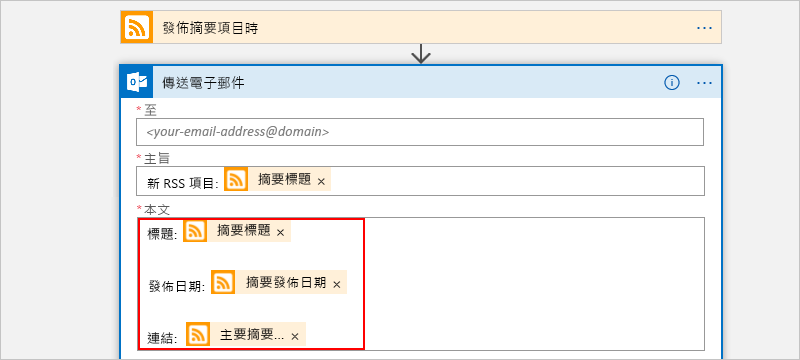 發佈摘要項目時 ...
傳送電子郵件 ...
* 至
<your-email-address@domain>
* 主旨
新 RSS 項目: 摘要標題 ×
* 本文
標題: 摘要標題 ×
發佈日期: 摘要發佈日期 ×
連結: 主要摘要... ×